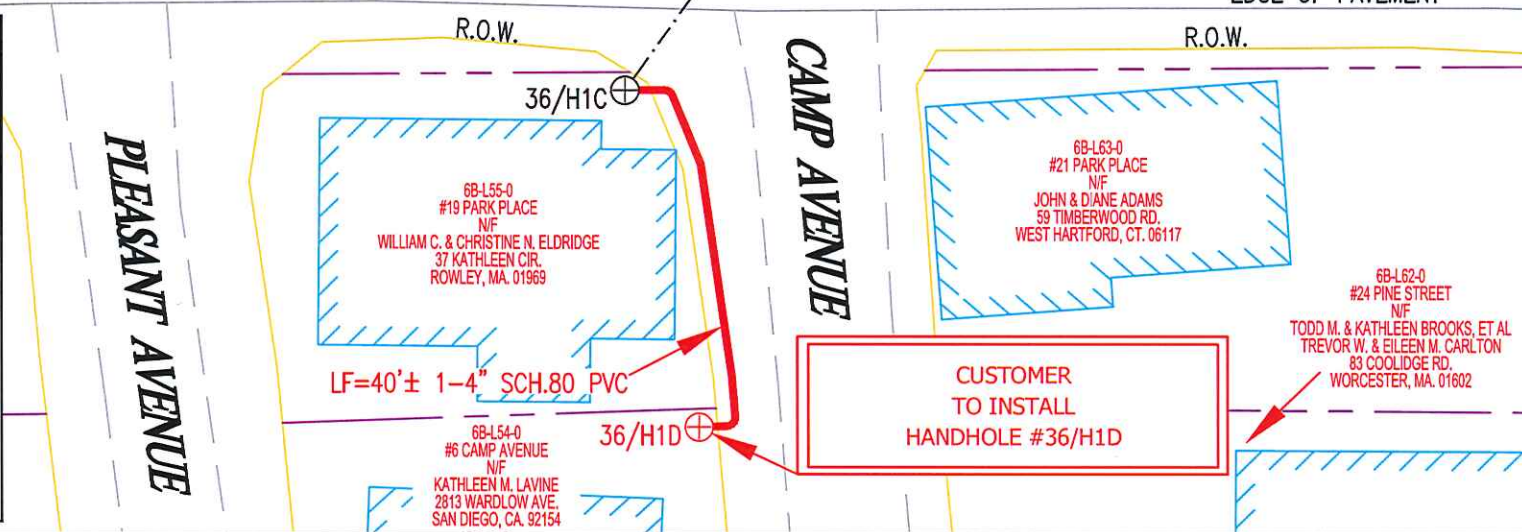 EDGE OF PAVEMENT
R.O.W.
R.O.W.
36/H1C
PLEASANT AVENUE
CAMP AVENUE
6B-L55-0
#19 PARK PLACE
N/F
WILLIAM C. & CHRISTINE N. ELDRIDGE
37 KATHLEEN CIR.
ROWLEY, MA. 01969
6B-L63-0
#21 PARK PLACE
N/F
JOHN & DIANE ADAMS
59 TIMBERWOOD RD.
WEST HARTFORD, CT. 06117
6B-L62-0
#24 PINE STREET
N/F
TODD M. & KATHLEEN BROOKS, ET AL
TREVOR W. & EILEEN M. CARLTON
83 COOLIDGE RD.
WORCESTER, MA. 01602
LF=40'± 1-4" SCH.80 PVC
CUSTOMER
TO INSTALL
HANDHOLE #36/H1D
36/H1D
6B-L54-0
#6 CAMP AVENUE
N/F
KATHLEEN M. LAVINE
2813 WARDLOW AVE.
SAN DIEGO, CA. 92154